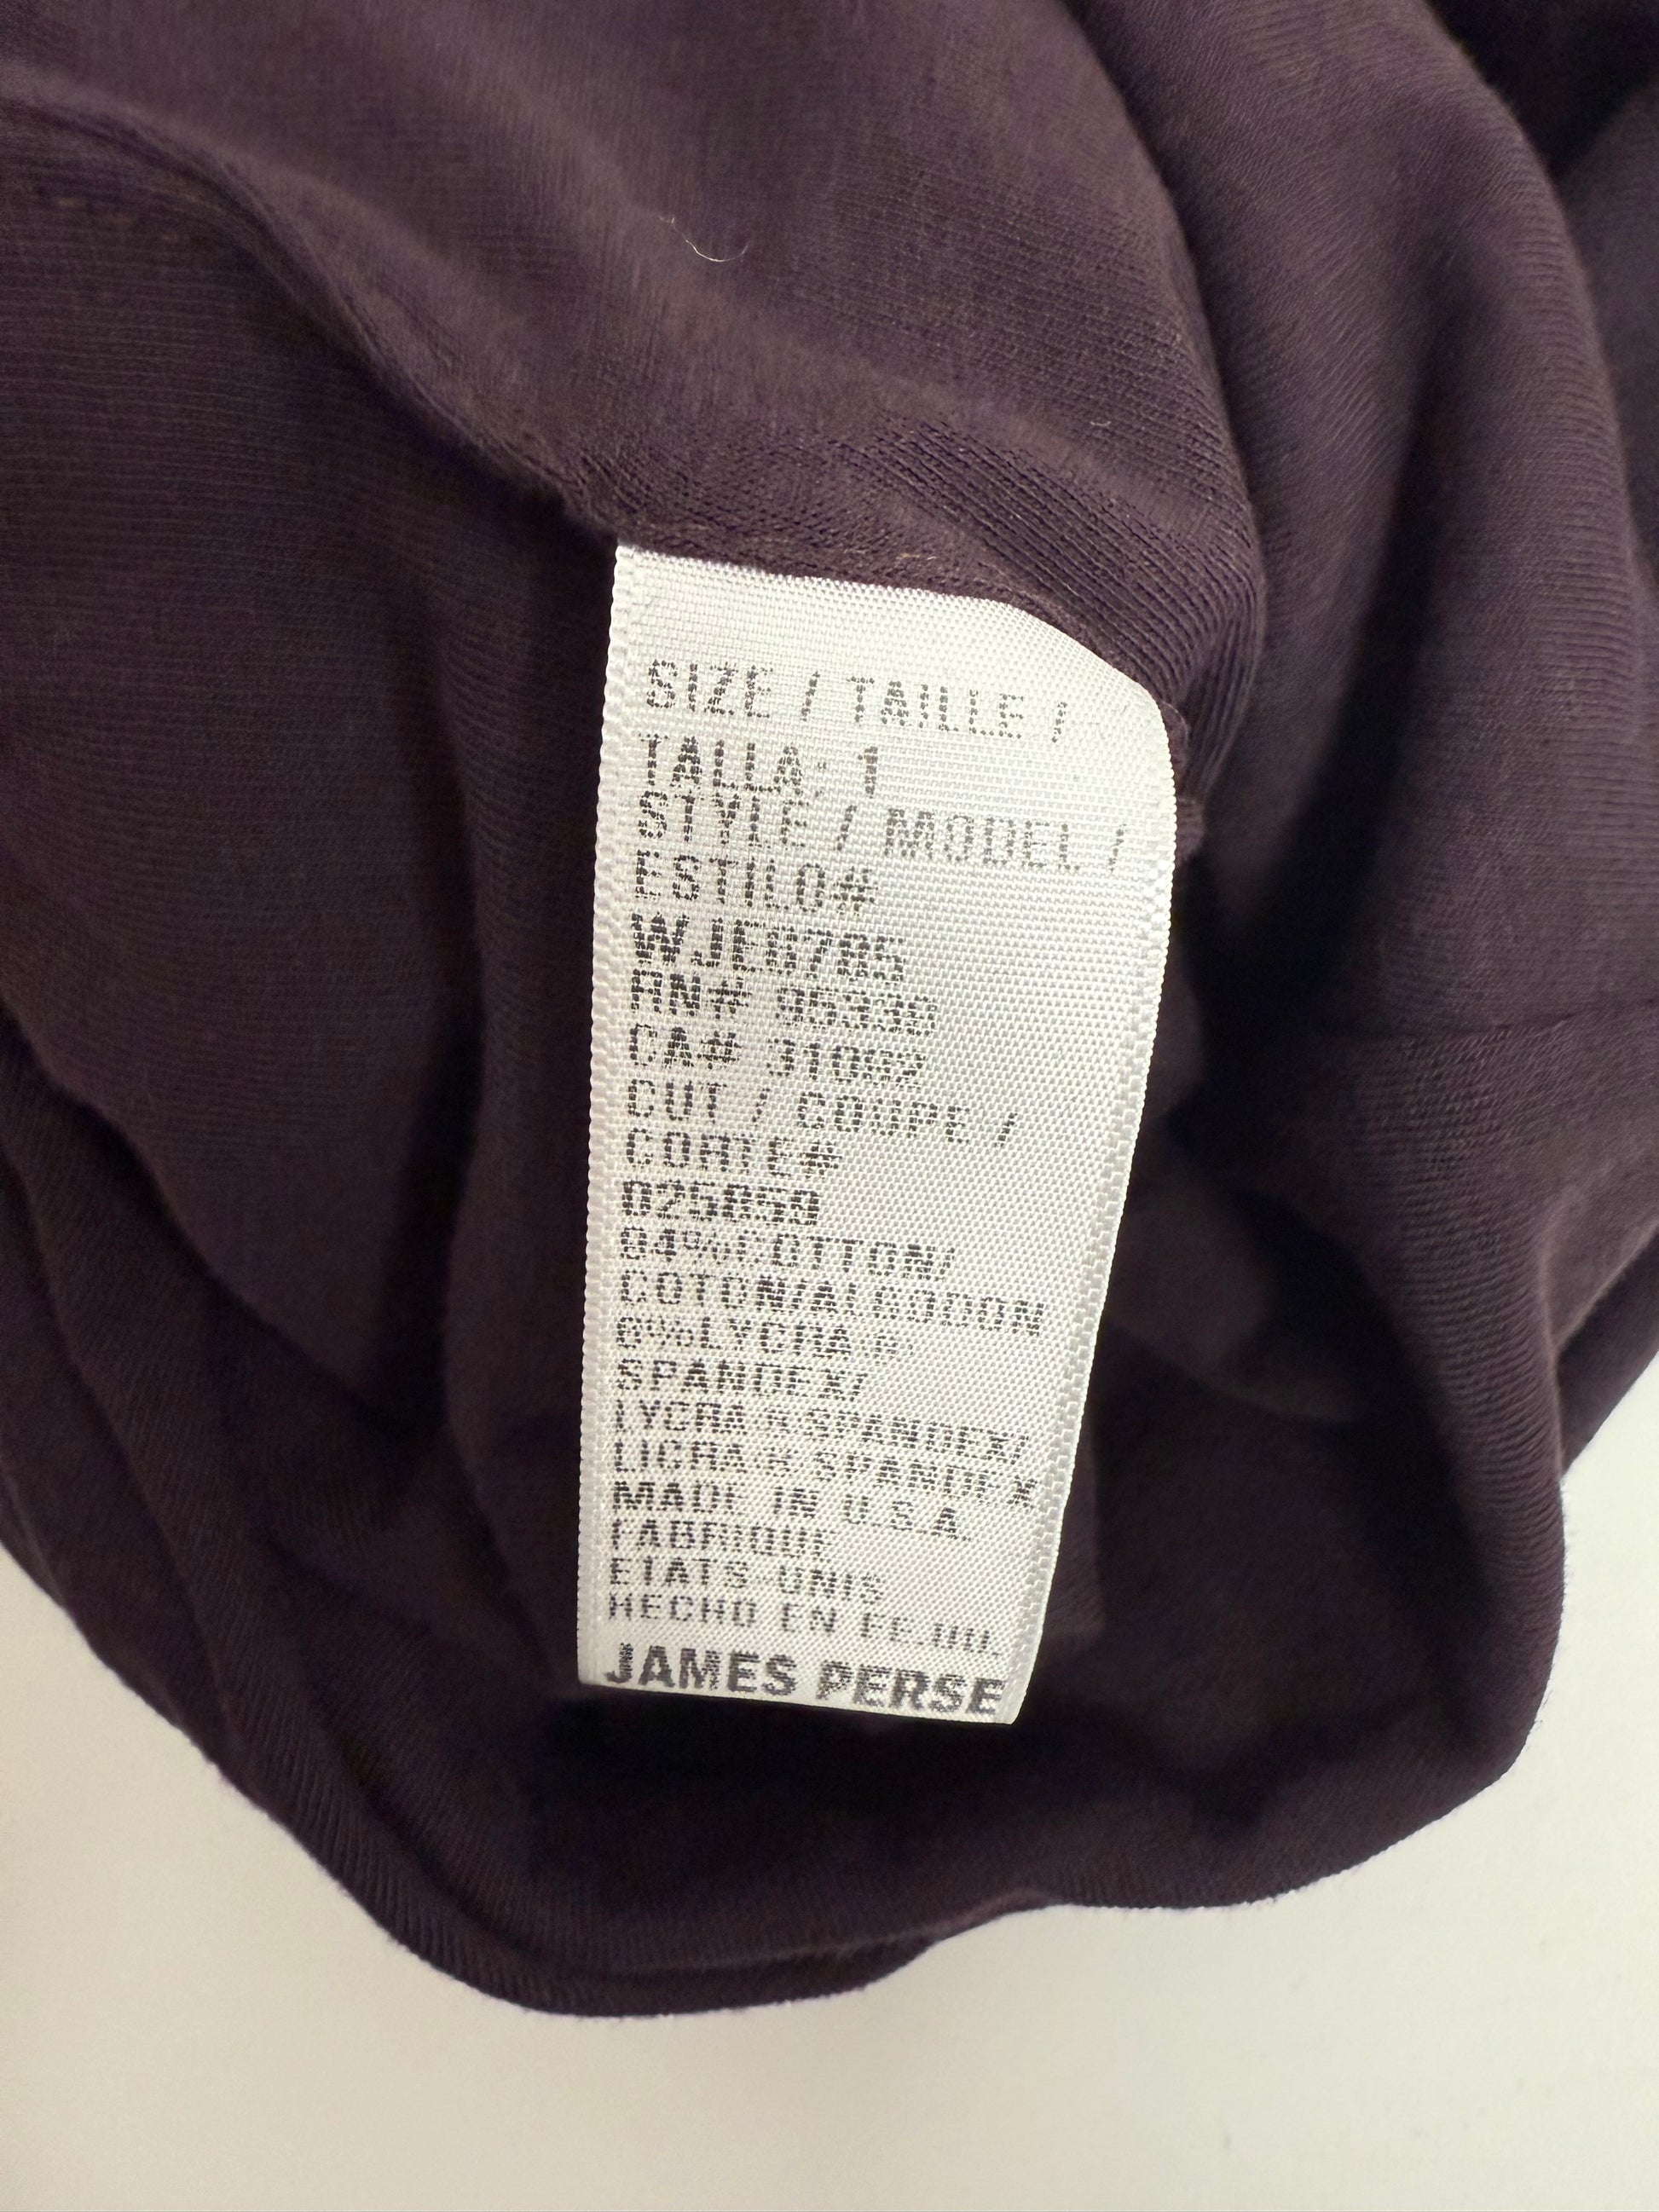 SIZE / TAILLE /
TALLA: 1
STYLE / MODEL /
ESTILO#
WJE6785
RN# 95339
CA# 31062
CUT / COUPE /
CORTE#
025850
94%COTTON/
COTON/ALGODON
6%LYCRA ®
SPANDEX/
LYCRA ® SPANDEX/
LICRA ® SPANDEX
MADE IN U.S.A.
FABRIQUE
ETATS-UNIS
HECHO EN EE.UU.
JAMES PERSE